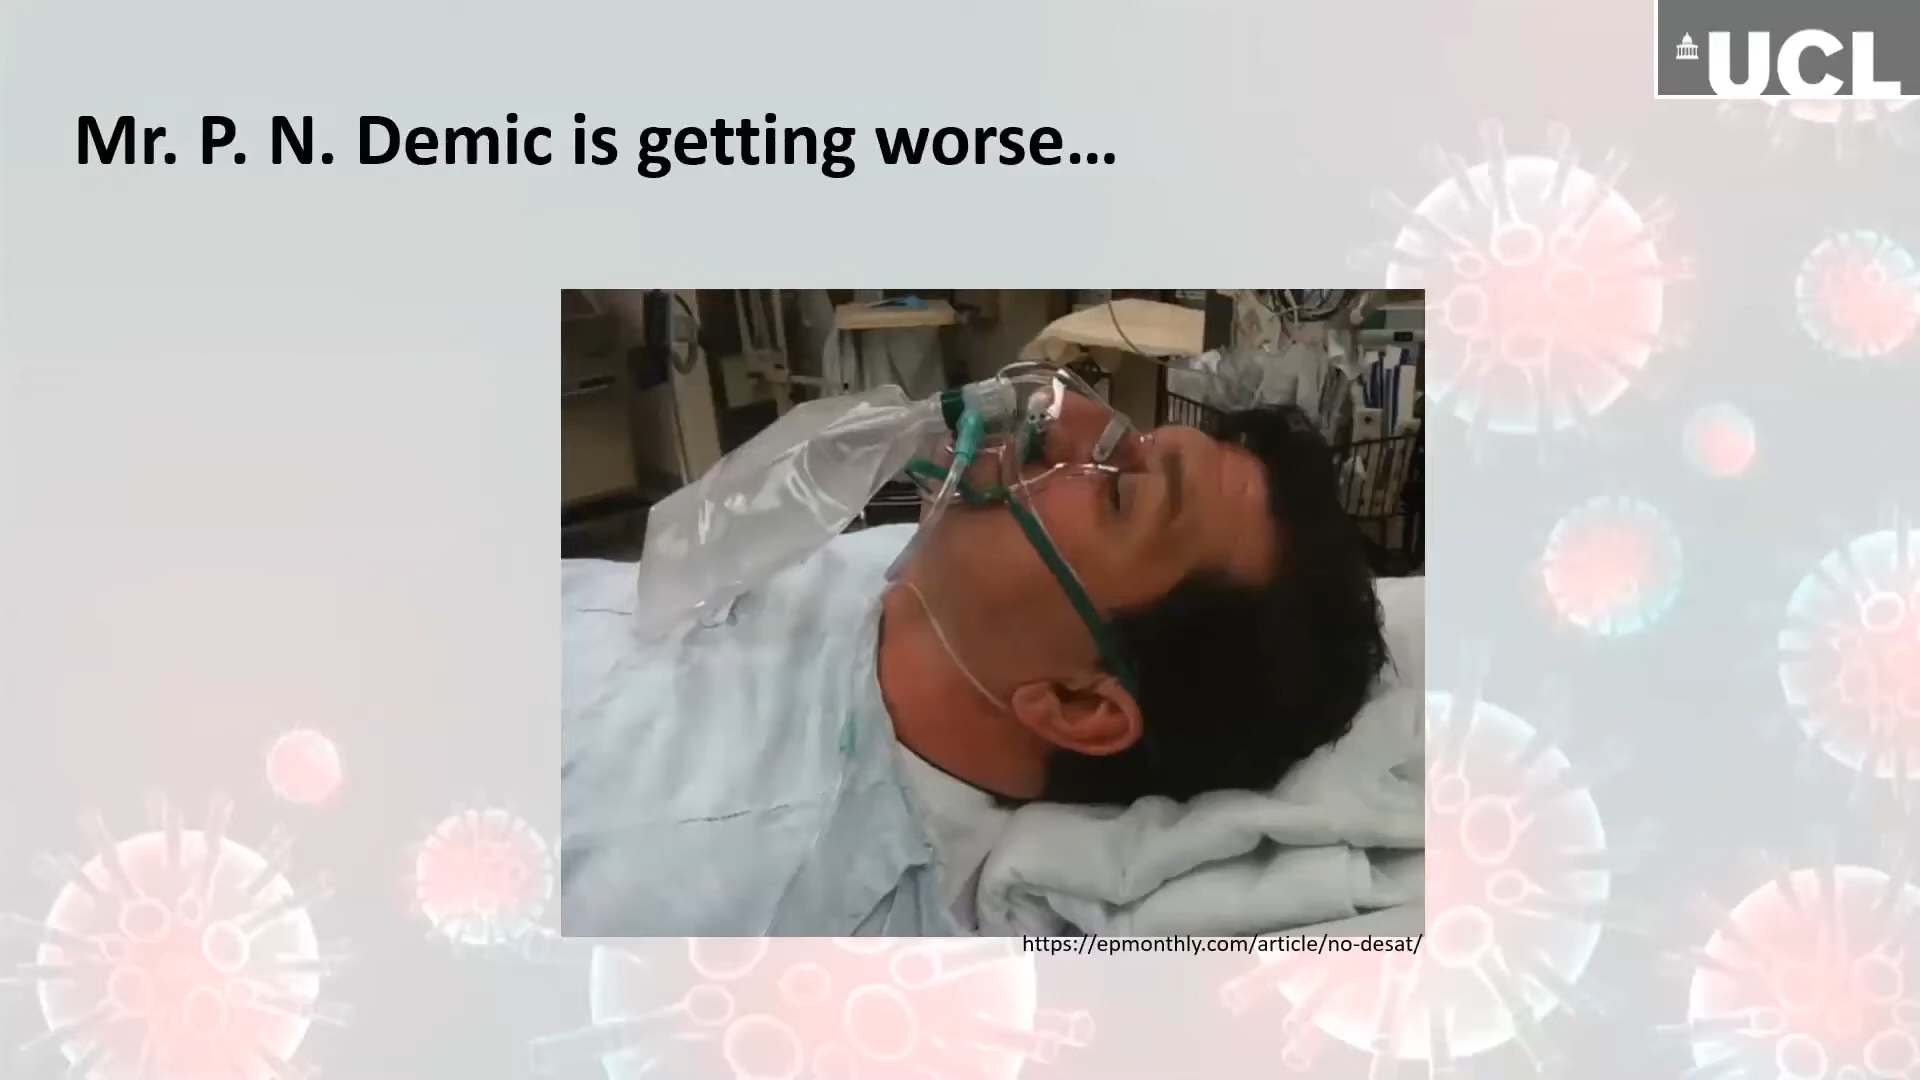 UCL
Mr. P. N. Demic is getting worse...
https://epmonthly.com/article/no-desat/